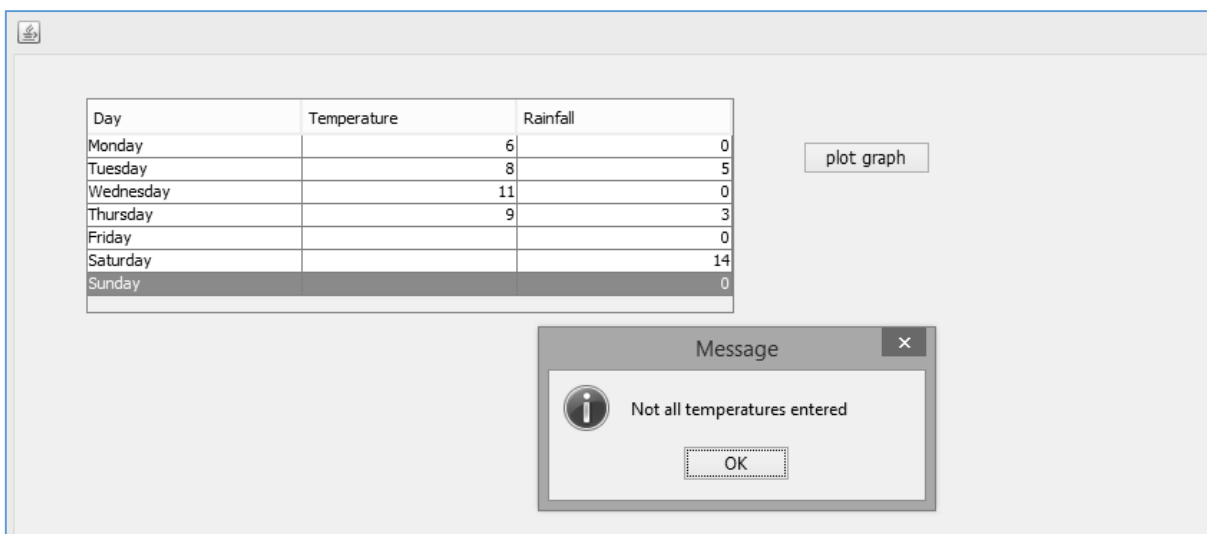 Day Temperature Rainfall
Monday 6 0
plot graph
Tuesday 8 5
Wednesday 11 0
Thursday 9 3
Friday 0
Saturday 14
Sunday 0
Message
Not all temperatures entered
OK